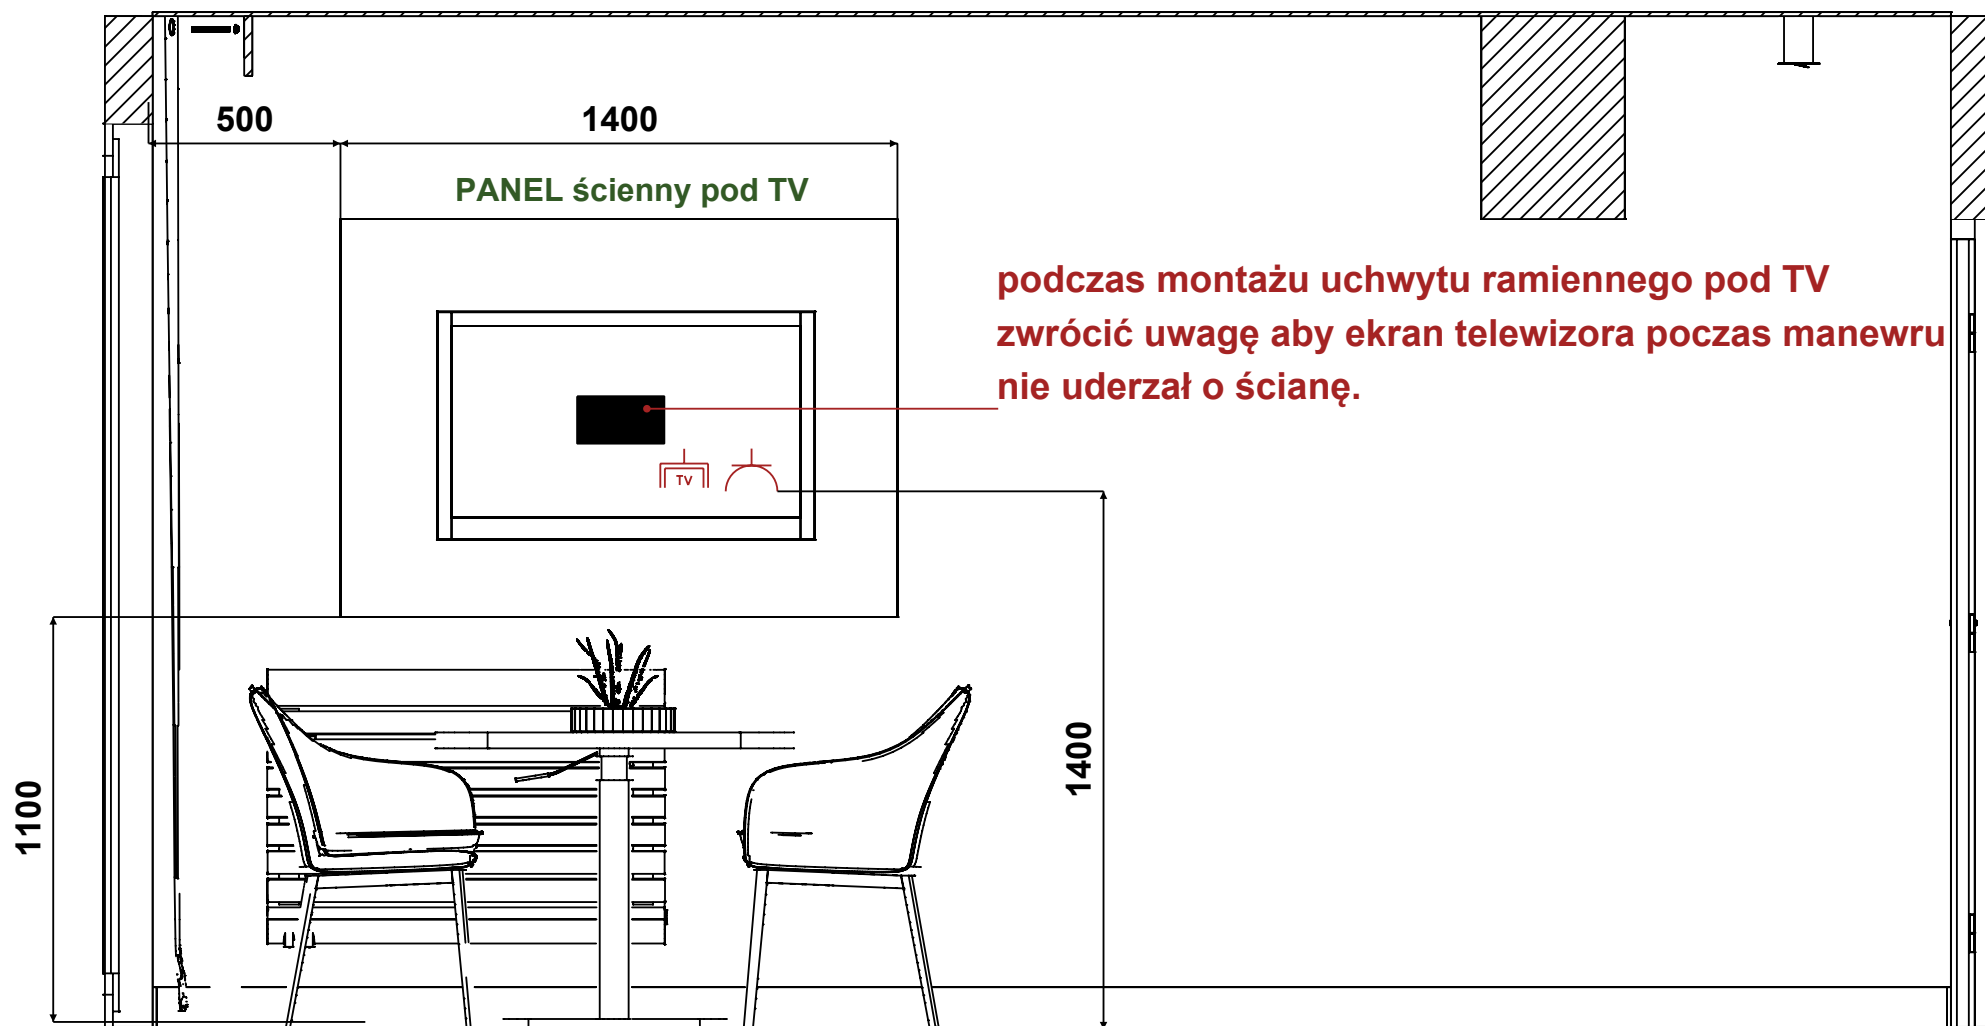 500
1400
PANEL ścienny pod TV
podczas montażu uchwytu ramiennego pod TV
zwrócić uwagę aby ekran telewizora poczas manewru
nie uderzał o ścianę.
TV
1400
1100